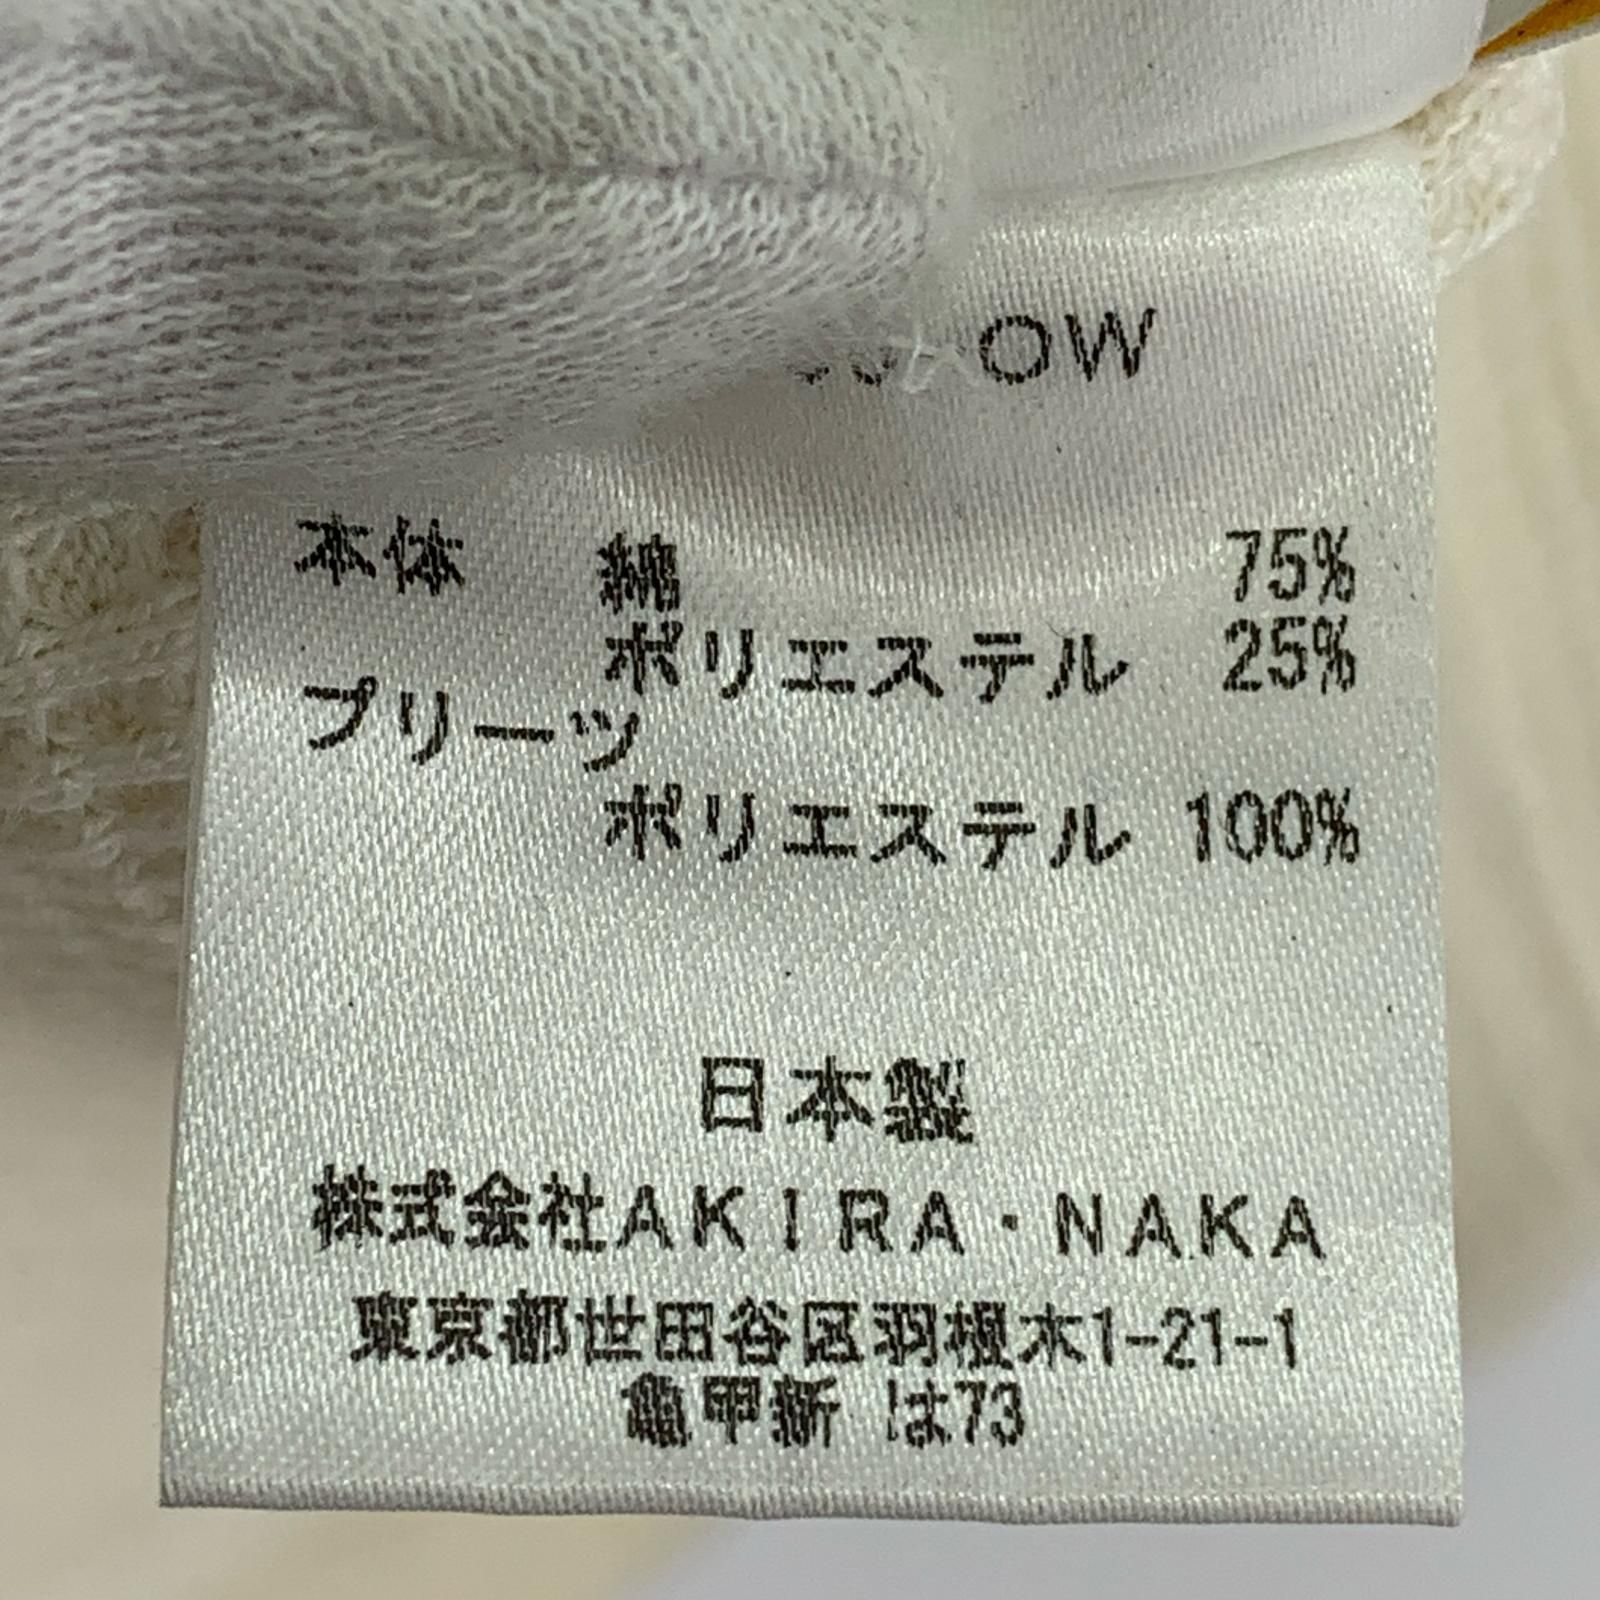 OW
本体 綿 75%
ポリエステル 25%
プリーツ
ポリエステル 100%
日本製
株式会社AKIRA・NAKA
東京都世田谷区羽根木1-21-1
亀甲新 は73